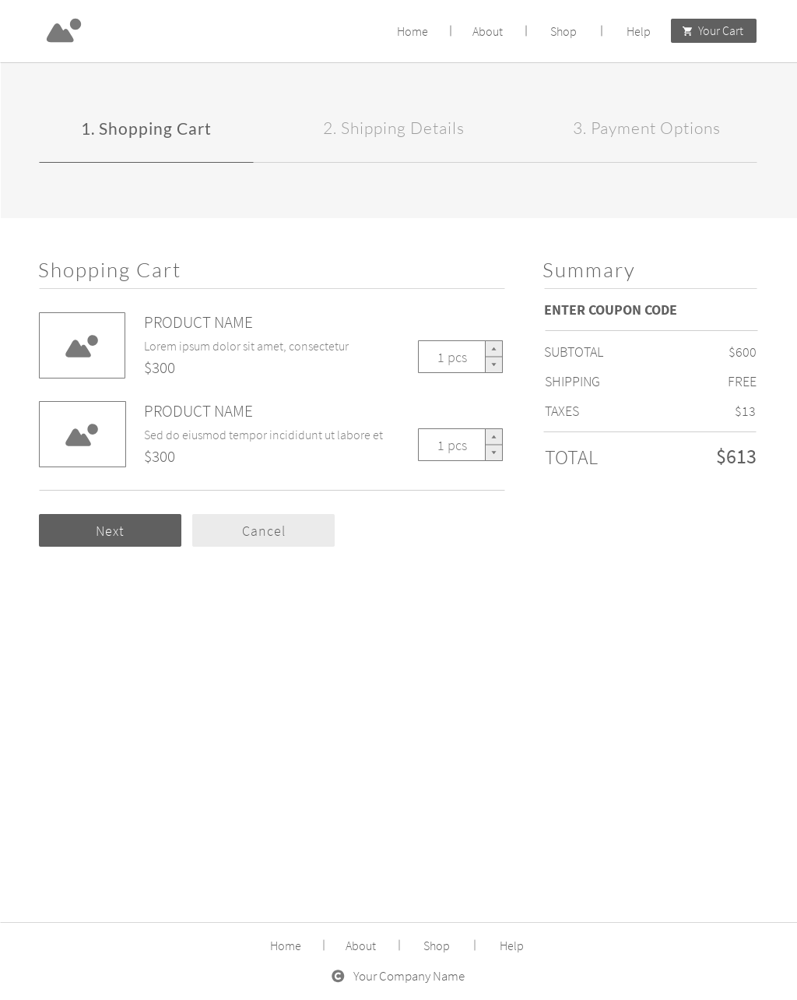 Home | About | Shop | Help Your Cart
1. Shopping Cart 2. Shipping Details 3. Payment Options
Shopping Cart
PRODUCT NAME
Lorem ipsum dolor sit amet, consectetur
$300
1 pcs
PRODUCT NAME
Sed do eiusmod tempor incididunt ut labore et
$300
1 pcs
Next Cancel
Summary
ENTER COUPON CODE
SUBTOTAL $600
SHIPPING FREE
TAXES $13
TOTAL $613
Home | About | Shop | Help
© Your Company Name